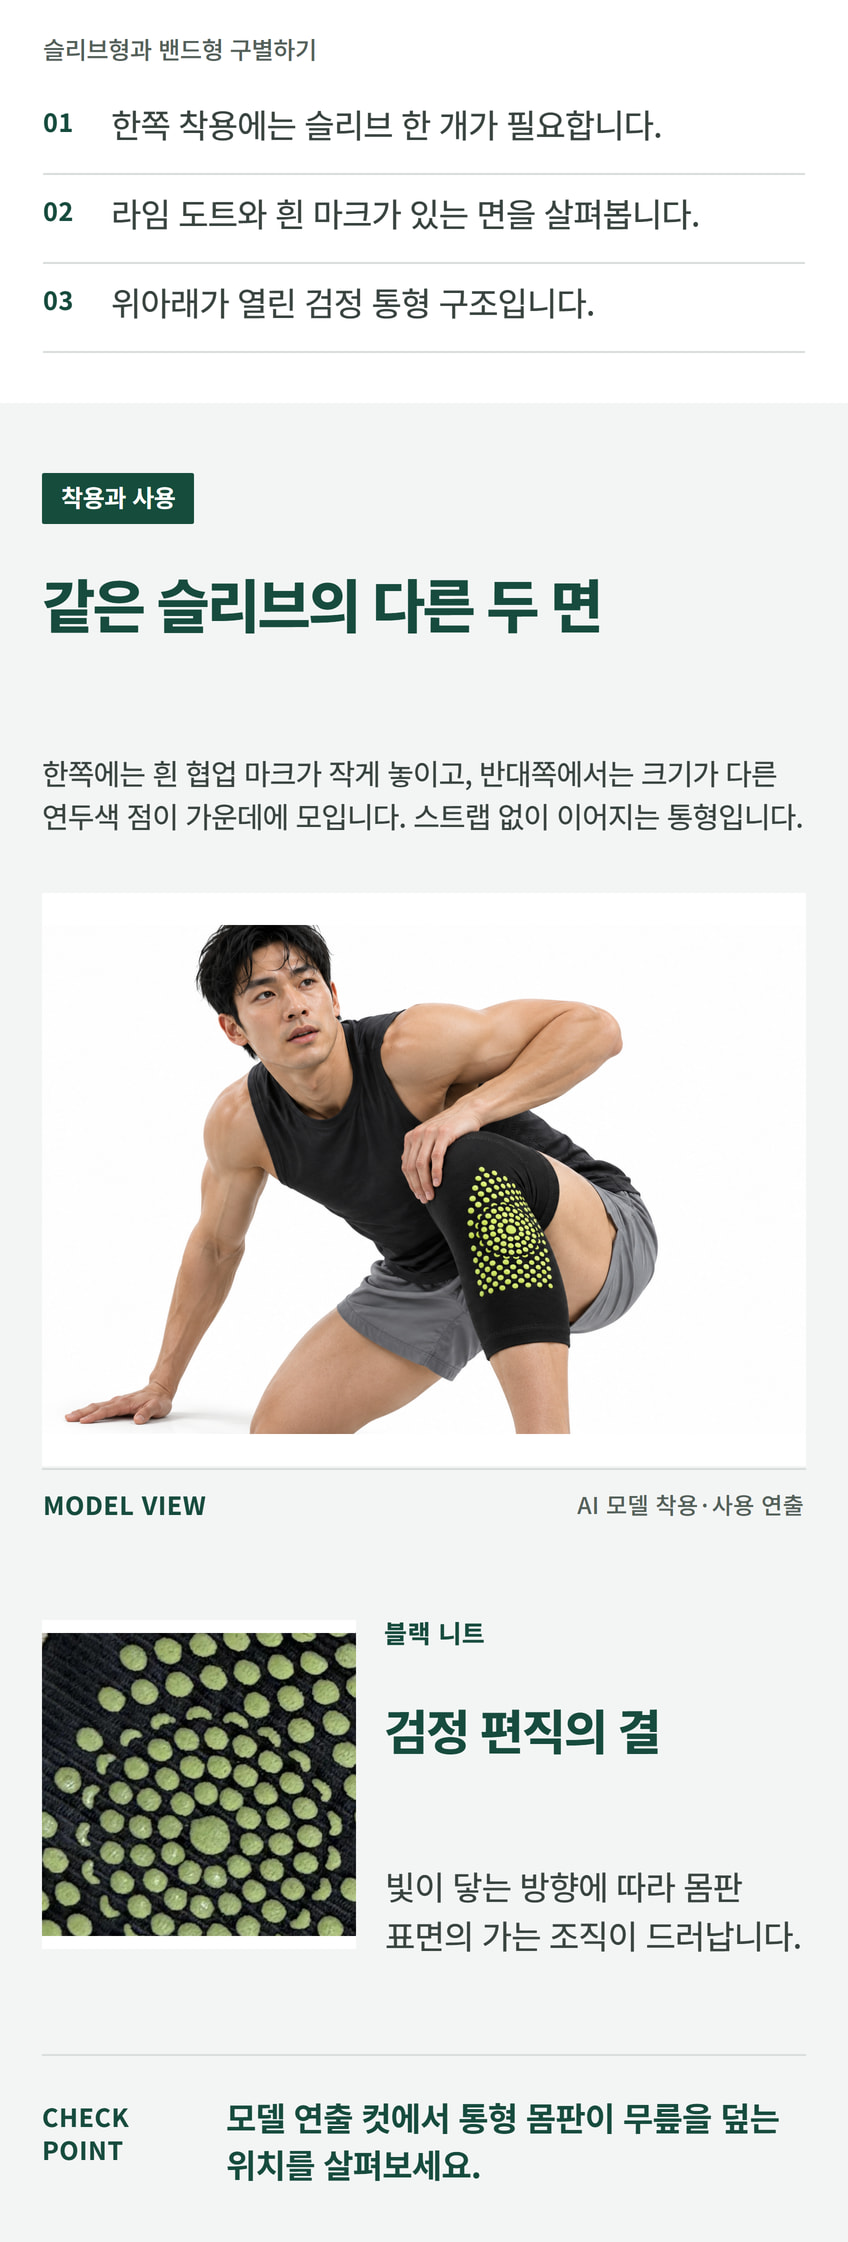 슬리브형과 밴드형 구별하기
01 한쪽 착용에는 슬리브 한 개가 필요합니다.
02 라임 도트와 흰 마크가 있는 면을 살펴봅니다.
03 위아래가 열린 검정 통형 구조입니다.
착용과 사용
같은 슬리브의 다른 두 면
한쪽에는 흰 협업 마크가 작게 놓이고, 반대쪽에서는 크기가 다른
연두색 점이 가운데에 모입니다. 스트랩 없이 이어지는 통형입니다.
MODEL VIEW
AI 모델 착용·사용 연출
블랙 니트
검정 편직의 결
빛이 닿는 방향에 따라 몸판
표면의 가는 조직이 드러납니다.
CHECK
POINT
모델 연출 컷에서 통형 몸판이 무릎을 덮는
위치를 살펴보세요.